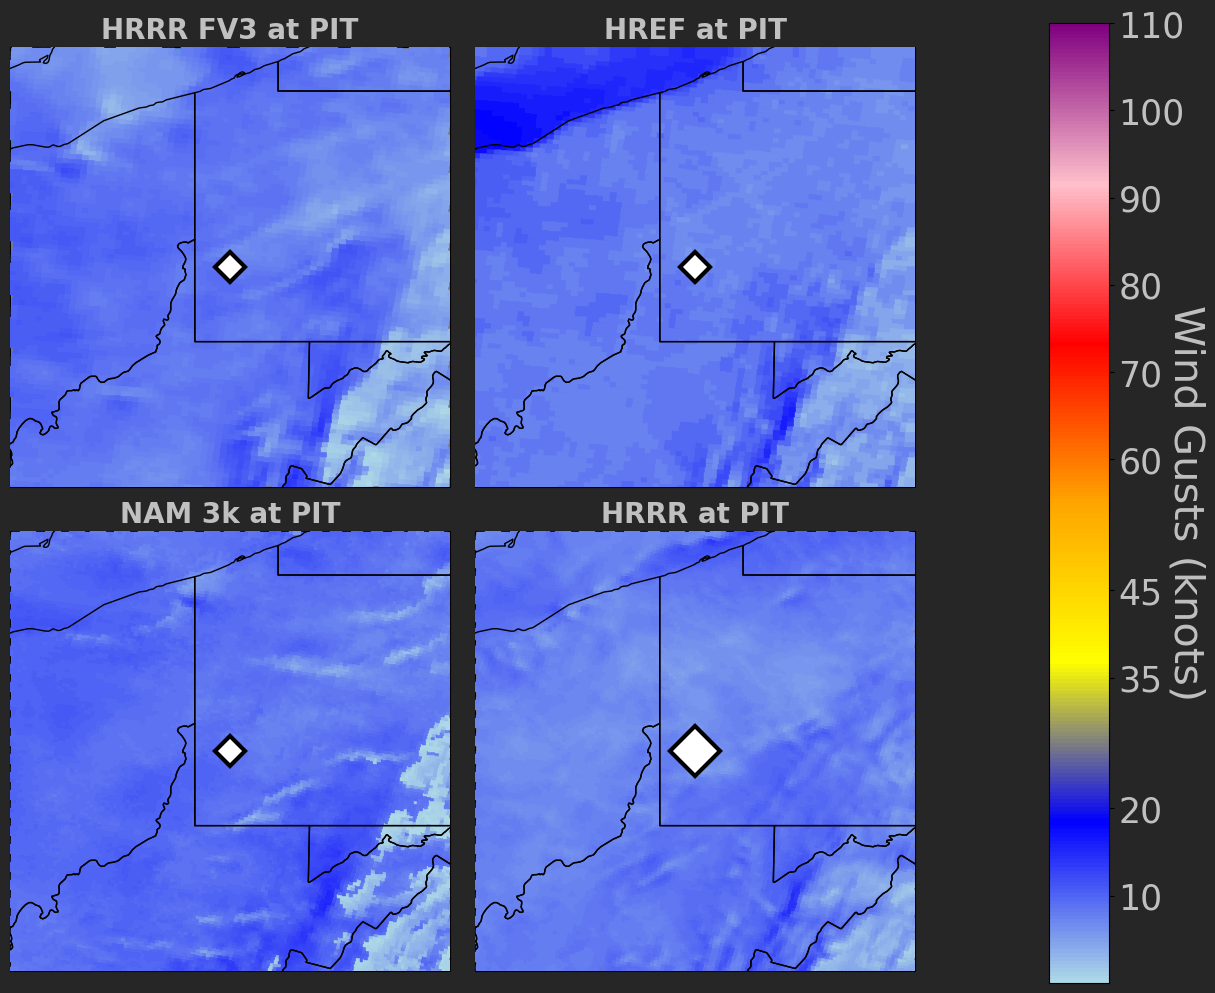 HRRR FV3 at PIT
HREF at PIT
NAM 3k at PIT
HRRR at PIT
110
100
90
80
70
60
45
35
20
10
Wind Gusts (knots)